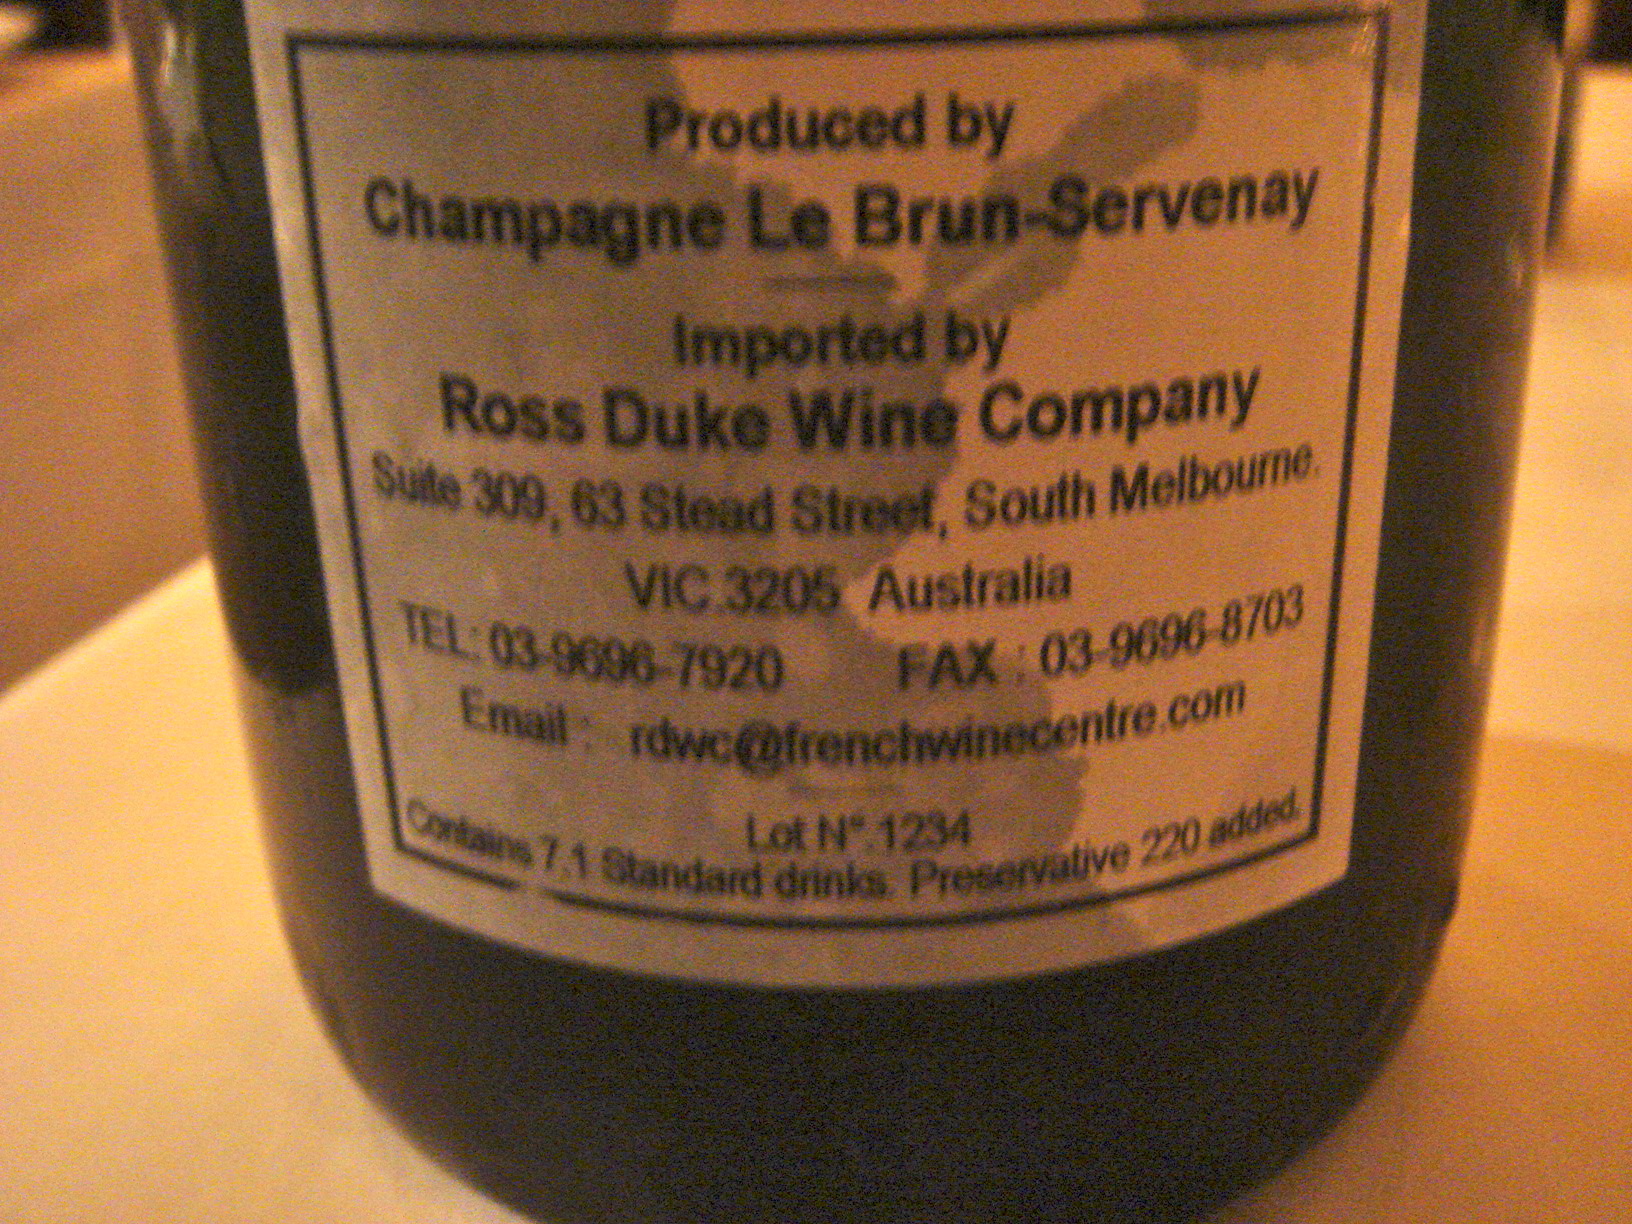 Produced by
Champagne Le Brun-Servenay
Imported by
Ross Duke Wine Company
Suite 309, 63 Stead Street, South Melbourne.
VIC.3205 Australia
TEL: 03-9696-7920 FAX : 03-9696-8703
Email : rdwc@frenchwinecentre.com
Lot N°.1234
Contains 7.1 Standard drinks. Preservative 220 added.